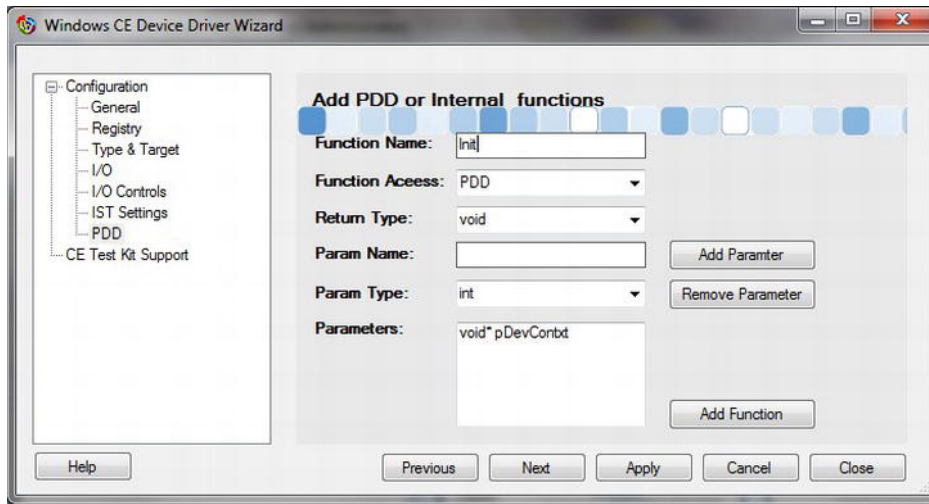 Windows CE Device Driver Wizard
Configuration
General
Registry
Type & Target
I/O
I/O Controls
IST Settings
PDD
CE Test Kit Support
Add PDD or Internal functions
Function Name: Init
Function Aceess: PDD
Return Type: void
Param Name: Add Paramter
Param Type: int Remove Parameter
Parameters: void* pDevContxt
Add Function
Help Previous Next Apply Cancel Close